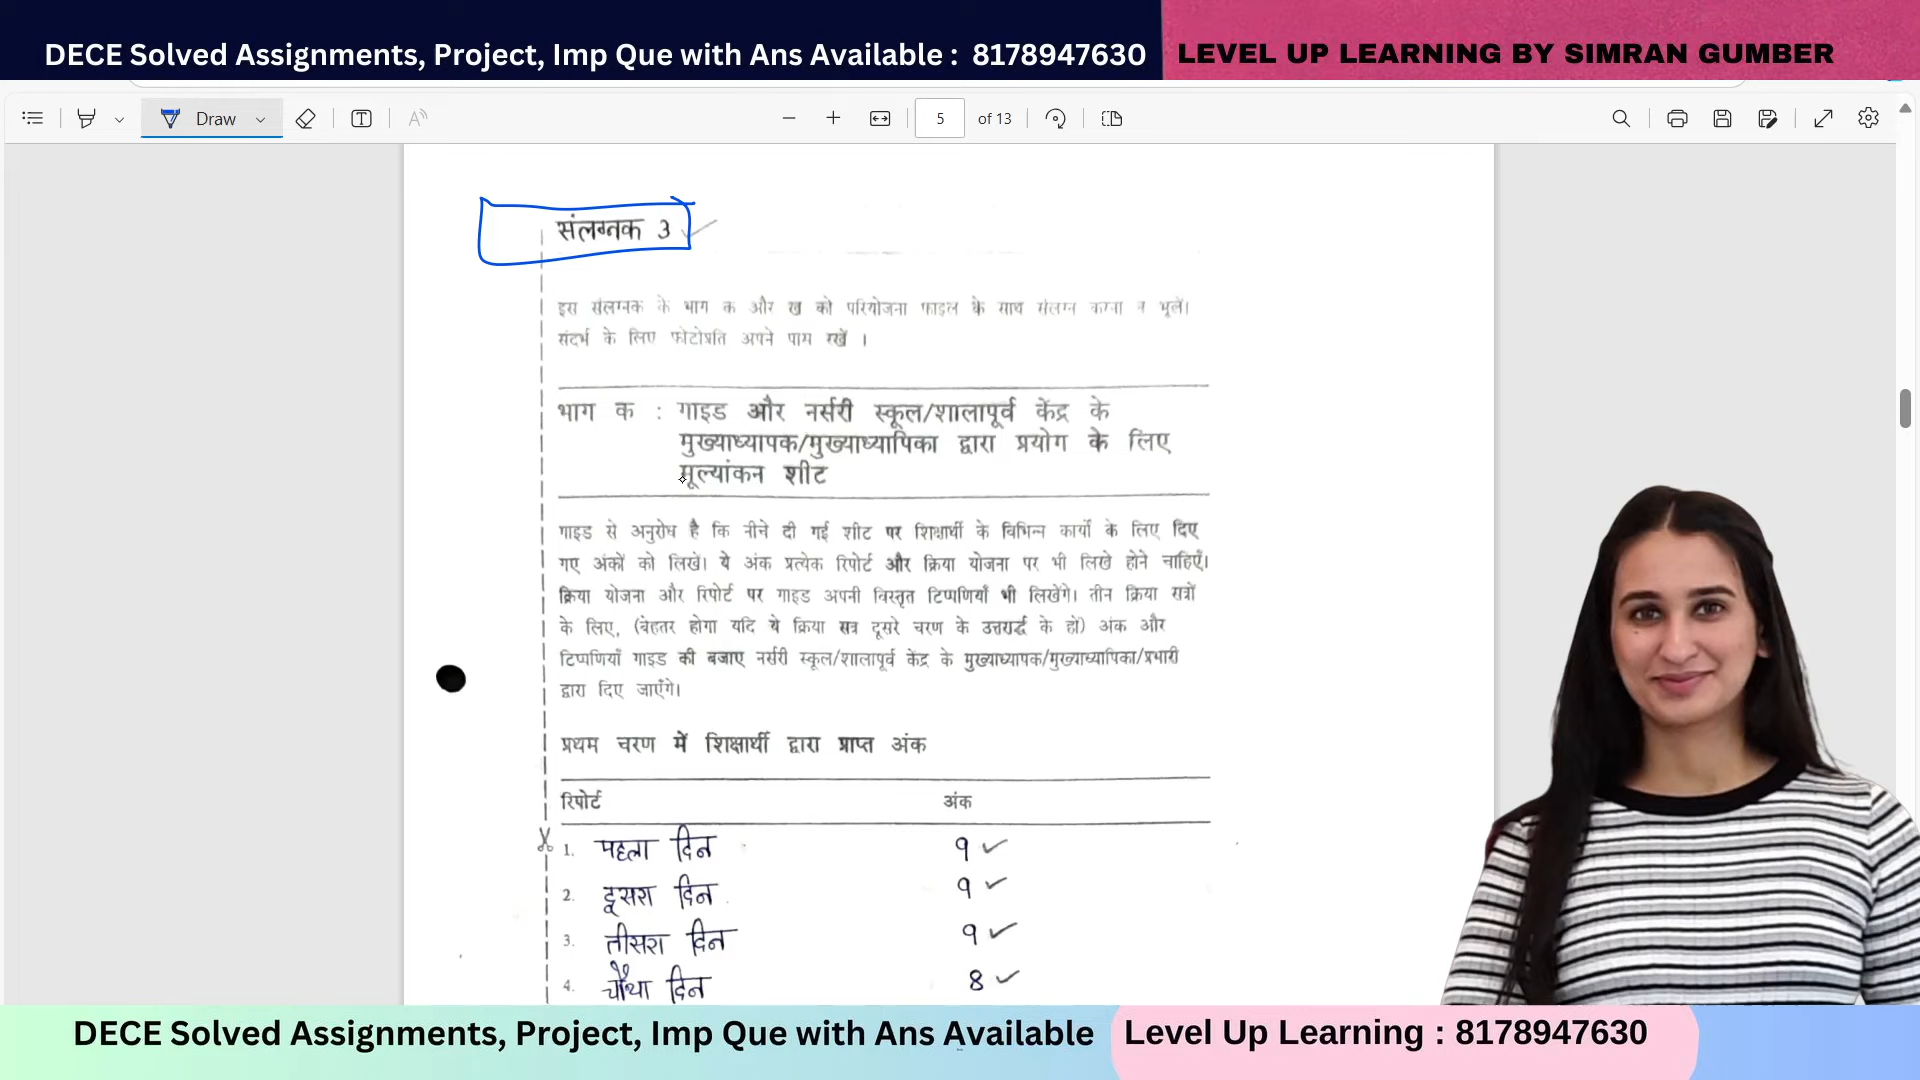 DECE Solved Assignments, Project, Imp Que with Ans Available : 8178947630
LEVEL UP LEARNING BY SIMRAN GUMBER
Draw
5 of 13
संलग्नक 3
इस संलग्नक के भाग क और ख को परियोजना फाइल के साथ संलग्न करना न भूलें।
संदर्भ के लिए फोटोप्रति अपने पास रखें ।
भाग क : गाइड और नर्सरी स्कूल/शालापूर्व केंद्र के
मुख्याध्यापक/मुख्याध्यापिका द्वारा प्रयोग के लिए
मूल्यांकन शीट
गाइड से अनुरोध है कि नीचे दी गई शीट पर शिक्षार्थी के विभिन्न कार्यों के लिए दिए
गए अंकों को लिखें। ये अंक प्रत्येक रिपोर्ट और क्रिया योजना पर भी लिखे होने चाहिएँ।
क्रिया योजना और रिपोर्ट पर गाइड अपनी विस्तृत टिप्पणियाँ भी लिखेंगे। तीन क्रिया सत्रों
के लिए, (बेहतर होगा यदि ये क्रिया सत्र दूसरे चरण के उत्तरार्द्ध के हों) अंक और
टिप्पणियाँ गाइड की बजाए नर्सरी स्कूल/शालापूर्व केंद्र के मुख्याध्यापक/मुख्याध्यापिका/प्रभारी
द्वारा दिए जाएँगे।
प्रथम चरण में शिक्षार्थी द्वारा प्राप्त अंक
रिपोर्ट अंक
1. पहला दिन 9
2. दूसरा दिन 9
3. तीसरा दिन 9
4. चौथा दिन 8
DECE Solved Assignments, Project, Imp Que with Ans Available
Level Up Learning : 8178947630